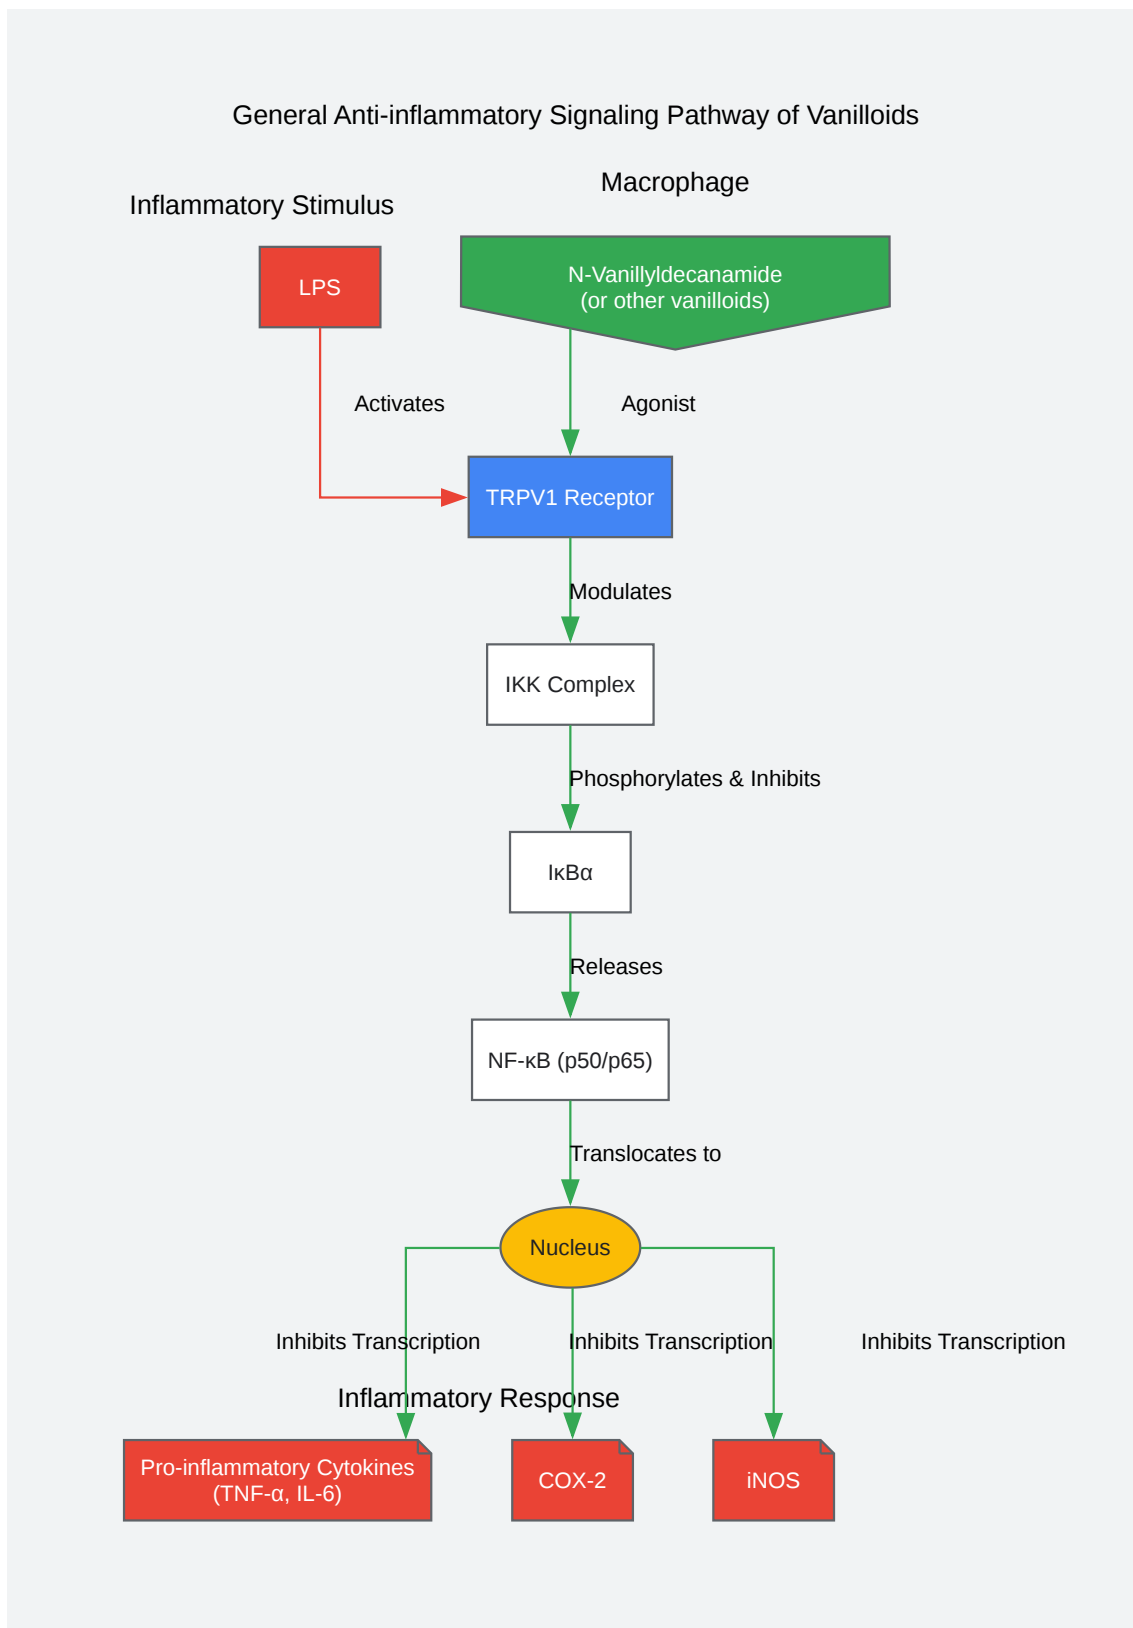 General Anti-inflammatory Signaling Pathway of Vanilloids
Macrophage
Inflammatory Stimulus
LPS
N-Vanillyldecanamide
(or other vanilloids)
Activates
Agonist
TRPV1 Receptor
Modulates
IKK Complex
Phosphorylates & Inhibits
IκBα
Releases
NF-κB (p50/p65)
Translocates to
Nucleus
Inhibits Transcription
Inhibits Transcription
Inhibits Transcription
Inflammatory Response
Pro-inflammatory Cytokines
(TNF-α, IL-6)
COX-2
iNOS